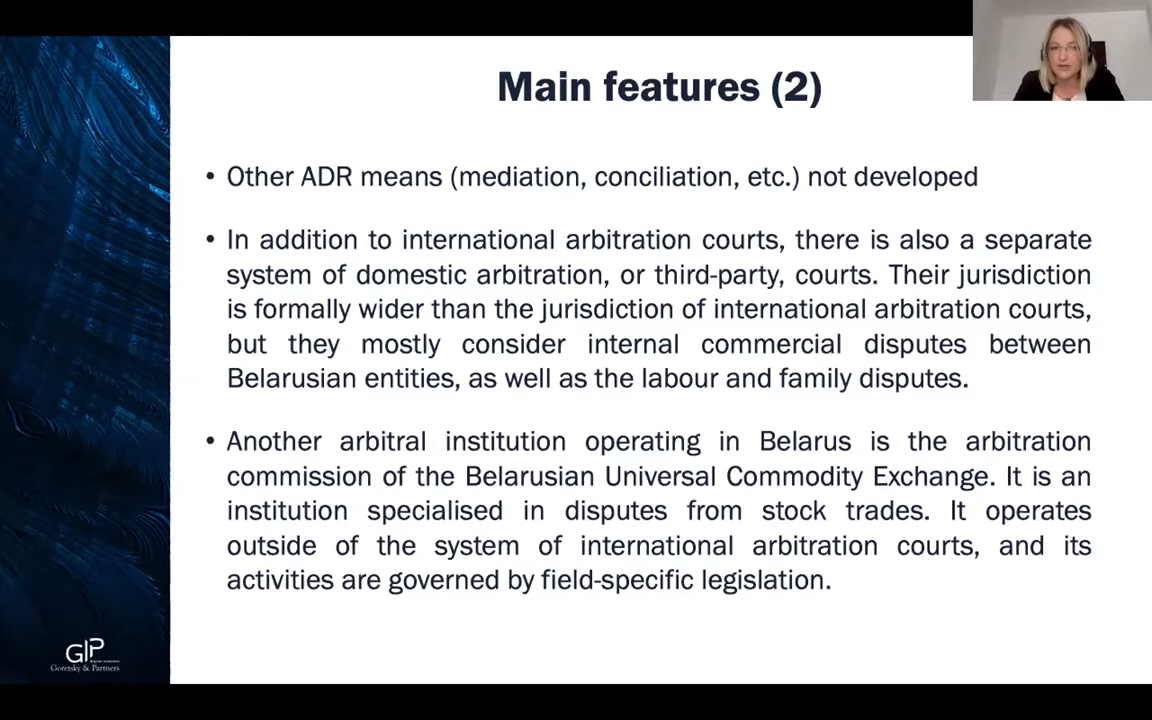 Main features (2)
• Other ADR means (mediation, conciliation, etc.) not developed
• In addition to international arbitration courts, there is also a separate
system of domestic arbitration, or third-party, courts. Their jurisdiction
is formally wider than the jurisdiction of international arbitration courts,
but they mostly consider internal commercial disputes between
Belarusian entities, as well as the labour and family disputes.
• Another arbitral institution operating in Belarus is the arbitration
commission of the Belarusian Universal Commodity Exchange. It is an
institution specialised in disputes from stock trades. It operates
outside of the system of international arbitration courts, and its
activities are governed by field-specific legislation.
GP
Goretsky & Partners